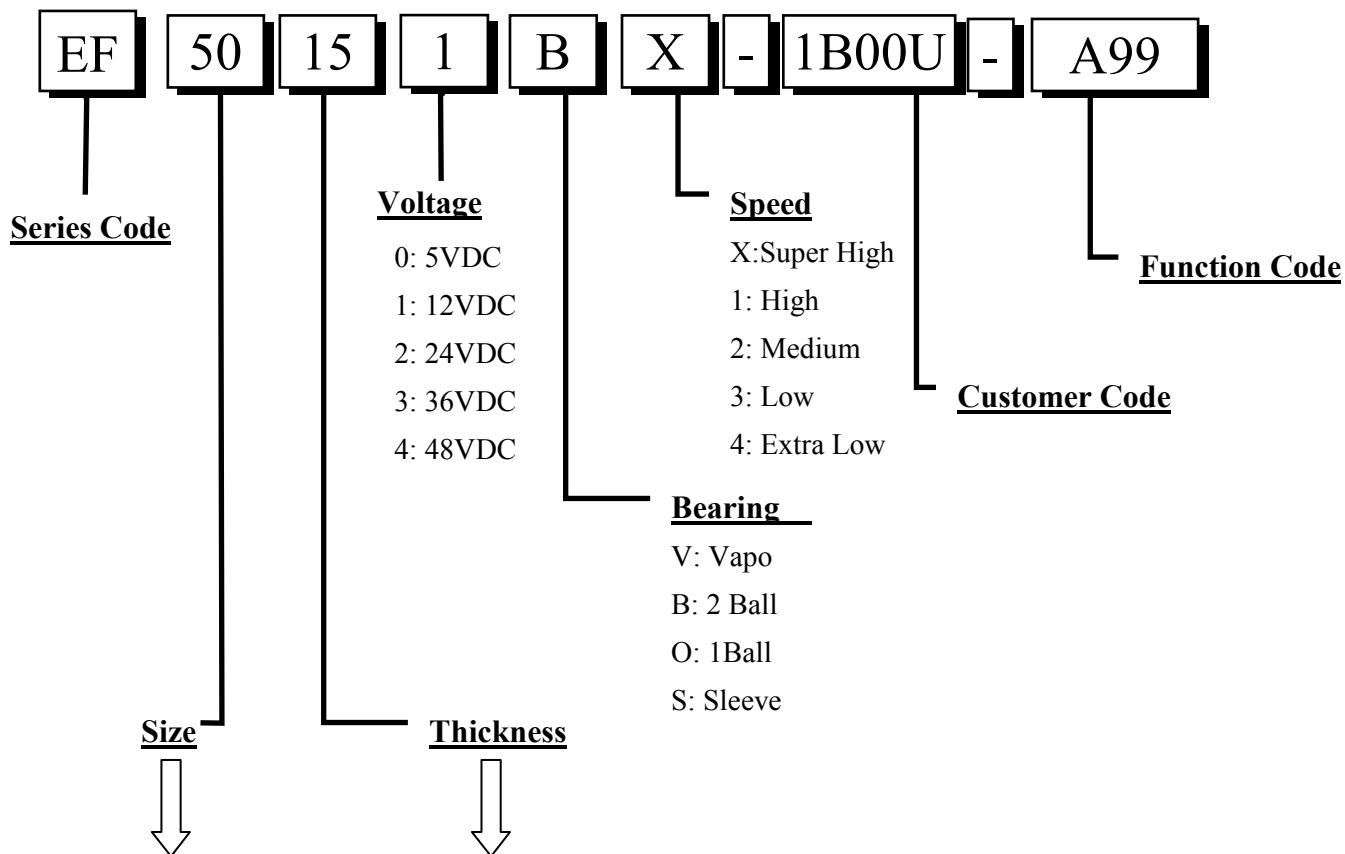 EF 50 15 1 B X - 1B00U - A99
Series Code
Voltage
0: 5VDC
1: 12VDC
2: 24VDC
3: 36VDC
4: 48VDC
Speed
X:Super High
1: High
2: Medium
3: Low
4: Extra Low
Function Code
Customer Code
Bearing
V: Vapo
B: 2 Ball
O: 1Ball
S: Sleeve
Size
Thickness